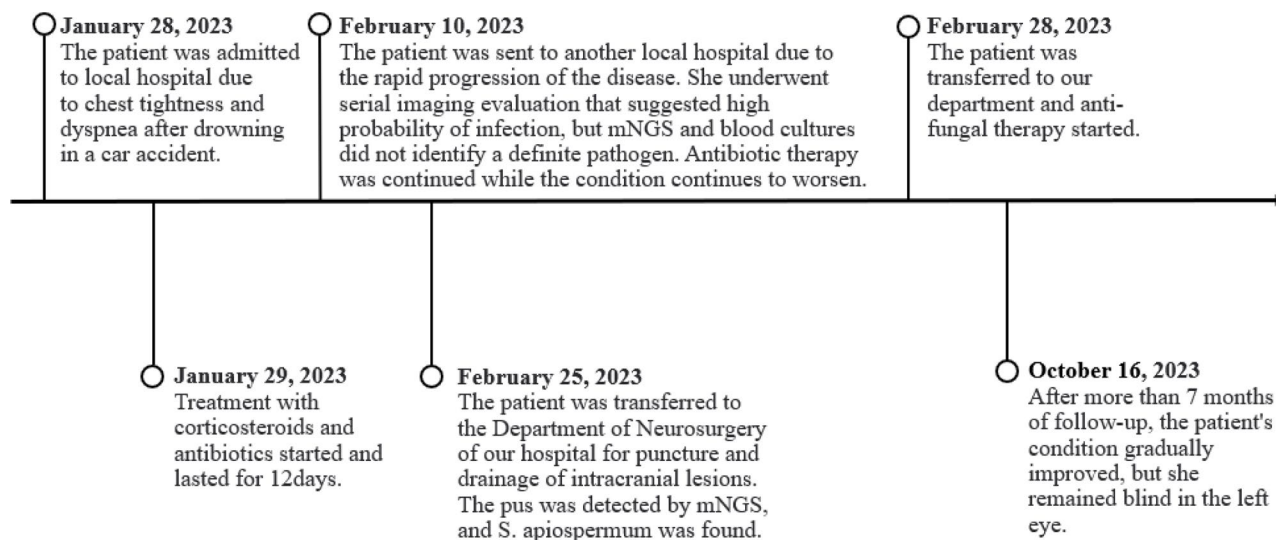 January 28, 2023
The patient was admitted
to local hospital due
to chest tightness and
dyspnea after drowning
in a car accident.
January 29, 2023
Treatment with
corticosteroids and
antibiotics started and
lasted for 12days.
February 10, 2023
The patient was sent to another local hospital due to
the rapid progression of the disease. She underwent
serial imaging evaluation that suggested high
probability of infection, but mNGS and blood cultures
did not identify a definite pathogen. Antibiotic therapy
was continued while the condition continues to worsen.
February 25, 2023
The patient was transferred to
the Department of Neurosurgery
of our hospital for puncture and
drainage of intracranial lesions.
The pus was detected by mNGS,
and S. apiospermum was found.
February 28, 2023
The patient was
transferred to our
department and anti-
fungal therapy started.
October 16, 2023
After more than 7 months
of follow-up, the patient's
condition gradually
improved, but she
remained blind in the left
eye.